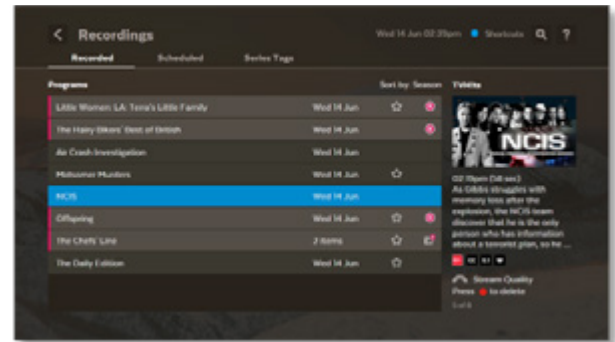 Recordings
Wed 14 Jun 02:35pm Shortcuts ?
Recorded Scheduled Series Tags
Programs Sort by Season
Little Women: LA: Terra's Little Family Wed 14 Jun
The Hairy Bikers' Best of British Wed 14 Jun
Air Crash Investigation Wed 14 Jun
Midsomer Murders Wed 14 Jun
NCIS Wed 14 Jun
Offspring Wed 14 Jun
The Chefs' Line 2 items
The Daily Edition Wed 14 Jun
NCIS
As Gibbs struggles with
memory loss after the
explosion, the NCIS team
discover that he is the only
person who has information
about a terrorist plan, so he ...
Stream Quality
Press to delete
5 of 8